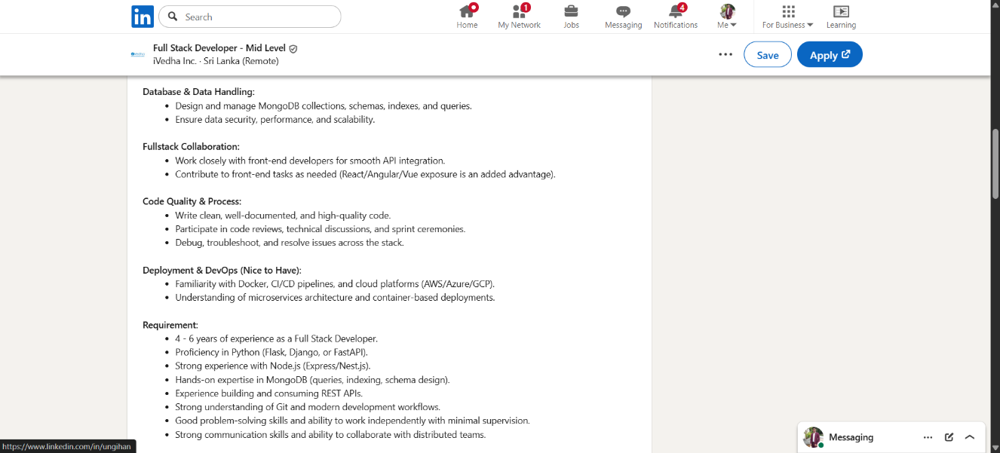 in
Search
1
4
Home
My Network
Jobs
Messaging
Notifications
Me
For Business
Learning
Full Stack Developer - Mid Level
iVedha Inc. · Sri Lanka (Remote)
Save
Apply
Database & Data Handling:
• Design and manage MongoDB collections, schemas, indexes, and queries.
• Ensure data security, performance, and scalability.
Fullstack Collaboration:
• Work closely with front-end developers for smooth API integration.
• Contribute to front-end tasks as needed (React/Angular/Vue exposure is an added advantage).
Code Quality & Process:
• Write clean, well-documented, and high-quality code.
• Participate in code reviews, technical discussions, and sprint ceremonies.
• Debug, troubleshoot, and resolve issues across the stack.
Deployment & DevOps (Nice to Have):
• Familiarity with Docker, CI/CD pipelines, and cloud platforms (AWS/Azure/GCP).
• Understanding of microservices architecture and container-based deployments.
Requirement:
• 4 - 6 years of experience as a Full Stack Developer.
• Proficiency in Python (Flask, Django, or FastAPI).
• Strong experience with Node.js (Express/Nest.js).
• Hands-on expertise in MongoDB (queries, indexing, schema design).
• Experience building and consuming REST APIs.
• Strong understanding of Git and modern development workflows.
• Good problem-solving skills and ability to work independently with minimal supervision.
• Strong communication skills and ability to collaborate with distributed teams.
Messaging
https://www.linkedin.com/in/ungihan